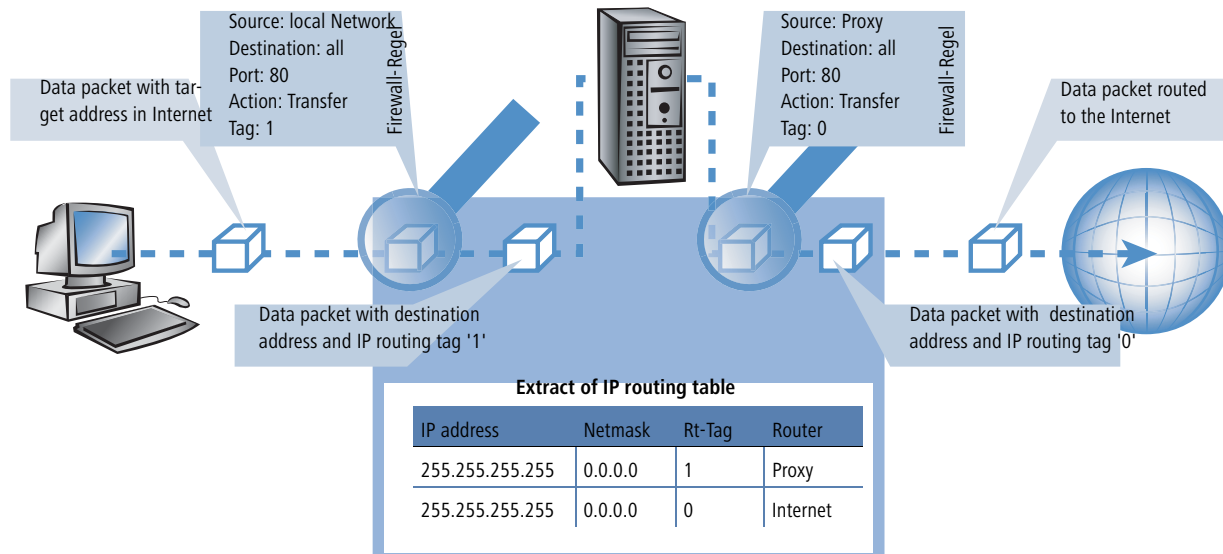 Source: local Network
Destination: all
Port: 80
Action: Transfer
Tag: 1
Firewall-Regel
Source: Proxy
Destination: all
Port: 80
Action: Transfer
Tag: 0
Firewall-Regel
Data packet with tar-
get address in Internet
Data packet routed
to the Internet
Data packet with destination
address and IP routing tag '1'
Data packet with destination
address and IP routing tag '0'
Extract of IP routing table
IP address Netmask Rt-Tag Router
255.255.255.255 0.0.0.0 1 Proxy
255.255.255.255 0.0.0.0 0 Internet